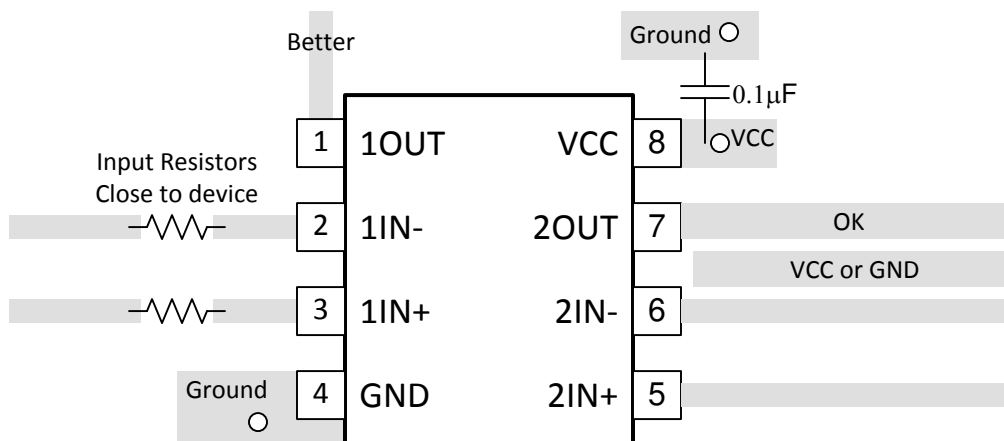 Better
Ground
0.1μF
1 1OUT VCC 8 VCC
Input Resistors
Close to device
2 1IN- 2OUT 7 OK
VCC or GND
3 1IN+ 2IN- 6
Ground
4 GND 2IN+ 5